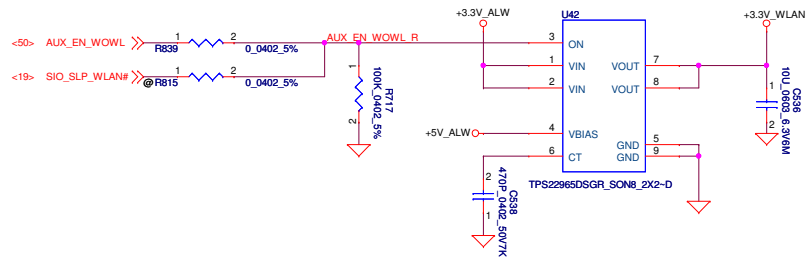 +3.3V_ALW
U42
+3.3V_WLAN
<50> AUX_EN_WOWL
R839
1 2
0_0402_5%
AUX_EN_WOWL_R
3 ON
<19> SIO_SLP_WLAN#
@R815
1 2
0_0402_5%
1 VIN
VOUT 7
2 VIN
VOUT 8
1
2
R717
100K_0402_5%
1
2
C536
10U_0603_6.3V6M
+5V_ALW
4 VBIAS
GND 5
6 CT
GND 9
2
1
C538
470P_0402_50V7K
TPS22965DSGR_SON8_2X2~D